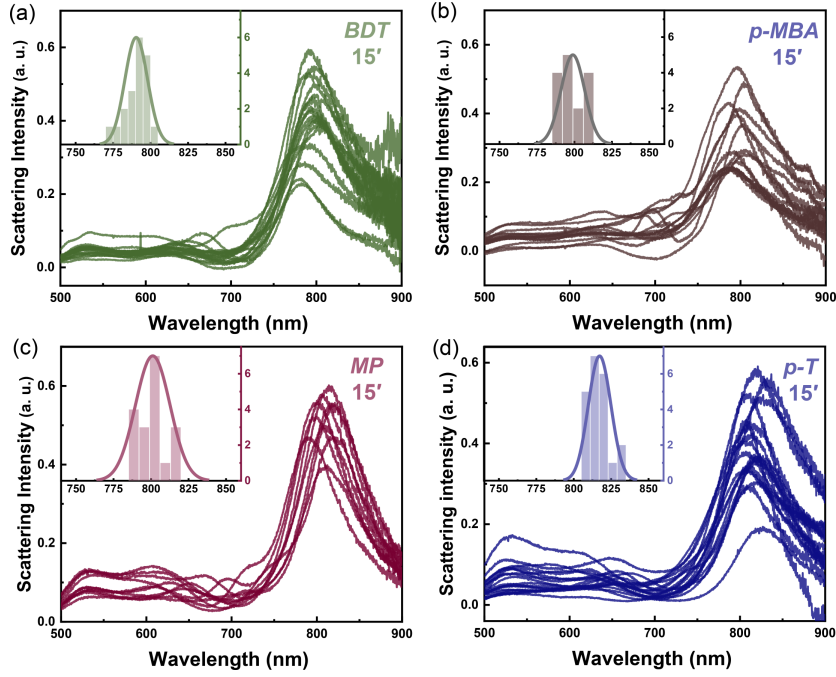 (a)
BDT
15′
Scattering Intensity (a. u.)
0.6
0.4
0.2
0.0
6
4
2
0
750 775 800 825 850
500 600 700 800 900
Wavelength (nm)
(b)
p-MBA
15′
Scattering Intensity (a. u.)
0.6
0.4
0.2
0.0
6
4
2
0
750 775 800 825 850
500 600 700 800 900
Wavelength (nm)
(c)
MP
15′
Scattering Intensity (a. u.)
0.6
0.4
0.2
0.0
6
4
2
0
750 775 800 825 850
500 600 700 800 900
Wavelength (nm)
(d)
p-T
15′
Scattering intensity (a. u.)
0.6
0.4
0.2
0.0
6
4
2
0
750 775 800 825 850
500 600 700 800 900
Wavelength (nm)